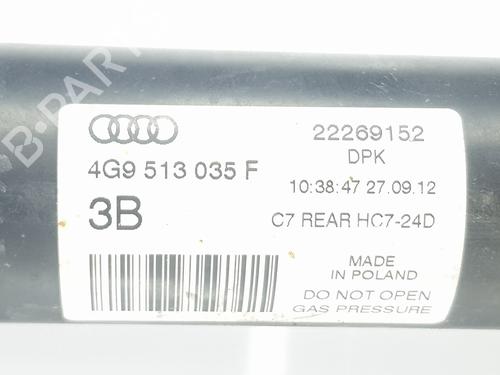 B-PARTS
22269152
4G9 513 035 F
DPK
10:38:47 27.09.12
3B
C7 REAR HC7-24D
MADE
IN POLAND
DO NOT OPEN
GAS PRESSURE